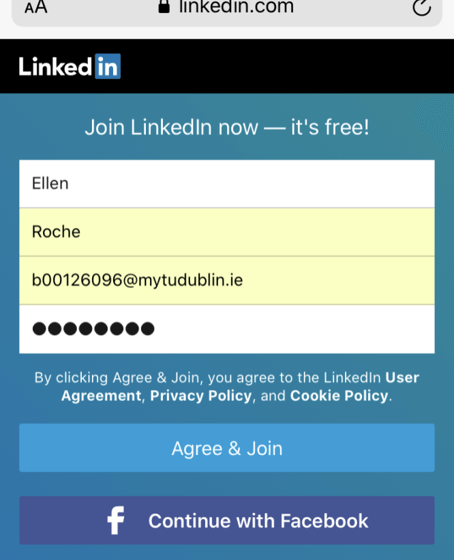 AA linkedin.com
Linked in
Join LinkedIn now — it's free!
Ellen
Roche
b00126096@mytudublin.ie
●●●●●●●●
By clicking Agree & Join, you agree to the LinkedIn User
Agreement, Privacy Policy, and Cookie Policy.
Agree & Join
f Continue with Facebook